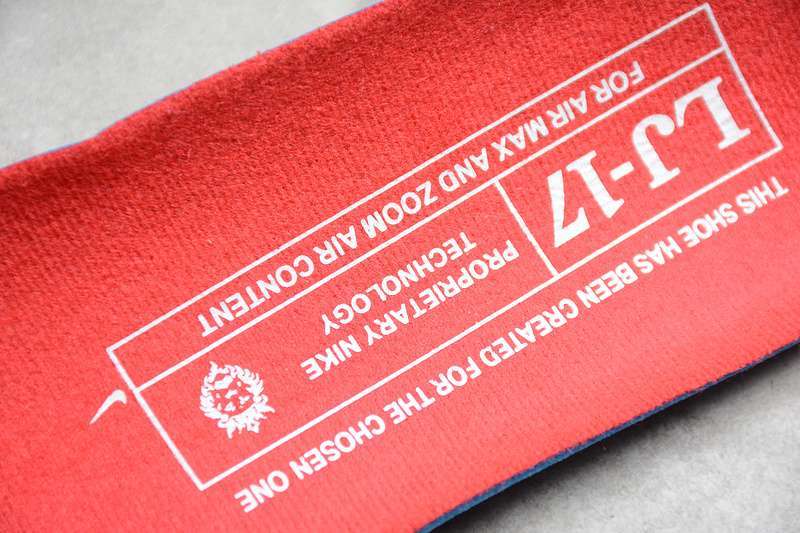 THIS SHOE HAS BEEN CREATED FOR THE CHOSEN ONE
LJ-17
PROPRIETARY NIKE
TECHNOLOGY
FOR AIR MAX AND ZOOM AIR CONTENT